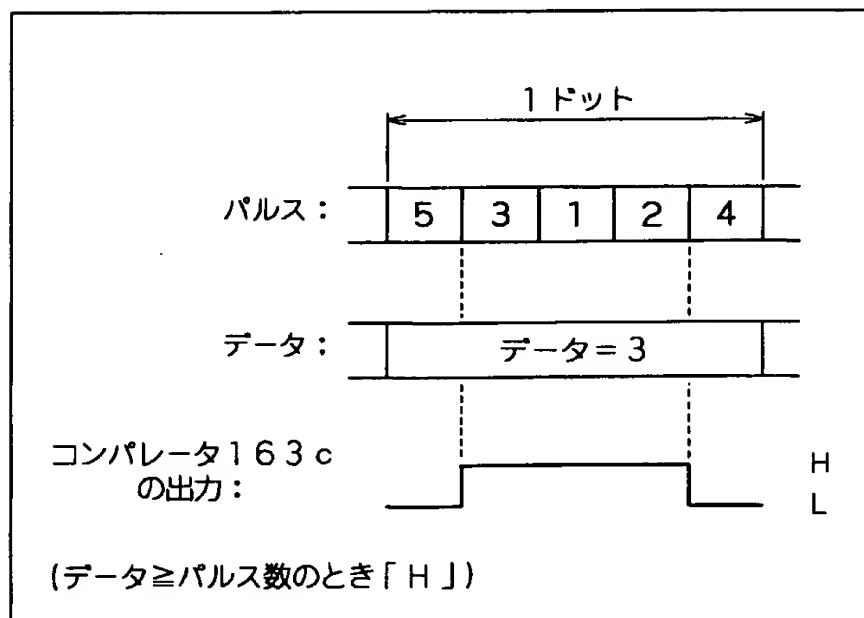 1ドット
パルス： 5 3 1 2 4
データ： データ＝3
コンパレータ163c
の出力：
H
L
(データ≧パルス数のとき「H」)